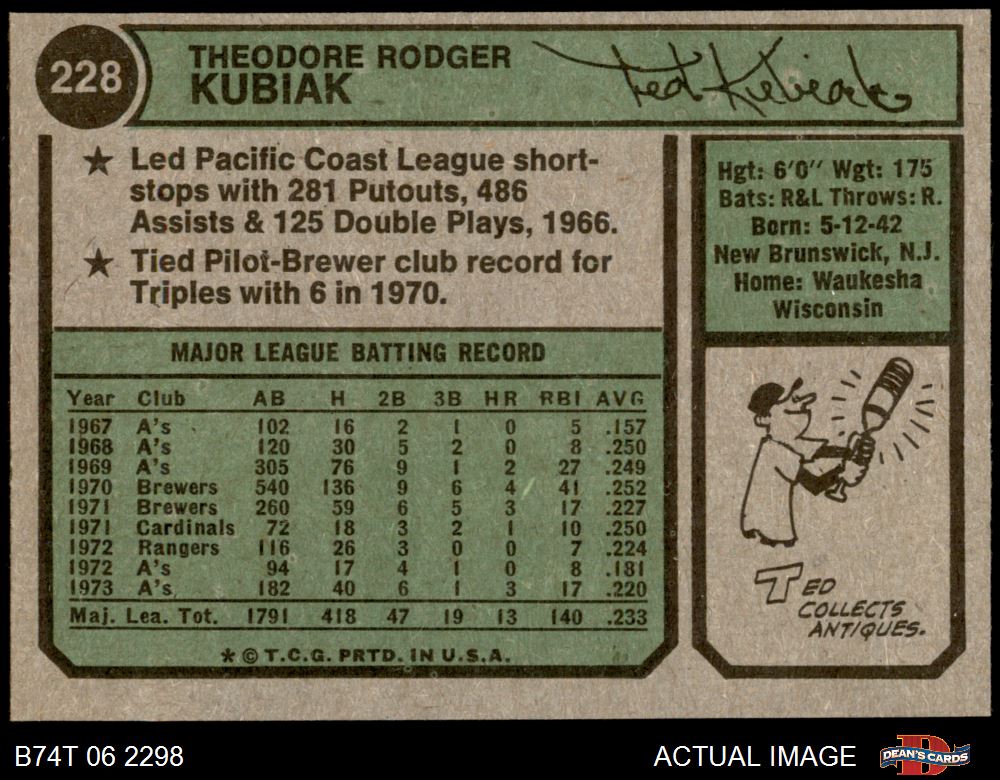 228
THEODORE RODGER
KUBIAK
Ted Kubiak
★ Led Pacific Coast League short-
stops with 281 Putouts, 486
Assists & 125 Double Plays, 1966.
★ Tied Pilot-Brewer club record for
Triples with 6 in 1970.
Hgt: 6'0'' Wgt: 175
Bats: R&L Throws: R.
Born: 5-12-42
New Brunswick, N.J.
Home: Waukesha
Wisconsin
MAJOR LEAGUE BATTING RECORD
Year Club AB H 2B 3B HR RBI AVG
1967 A's 102 16 2 1 0 5 .157
1968 A's 120 30 5 2 0 8 .250
1969 A's 305 76 9 1 2 27 .249
1970 Brewers 540 136 9 6 4 41 .252
1971 Brewers 260 59 6 5 3 17 .227
1971 Cardinals 72 18 3 2 1 10 .250
1972 Rangers 116 26 3 0 0 7 .224
1972 A's 94 17 4 1 0 8 .181
1973 A's 182 40 6 1 3 17 .220
Maj. Lea. Tot. 1791 418 47 19 13 140 .233
* © T.C.G. PRTD. IN U.S.A.
TED
COLLECTS
ANTIQUES.
B74T 06 2298
ACTUAL IMAGE
DEAN'S CARDS